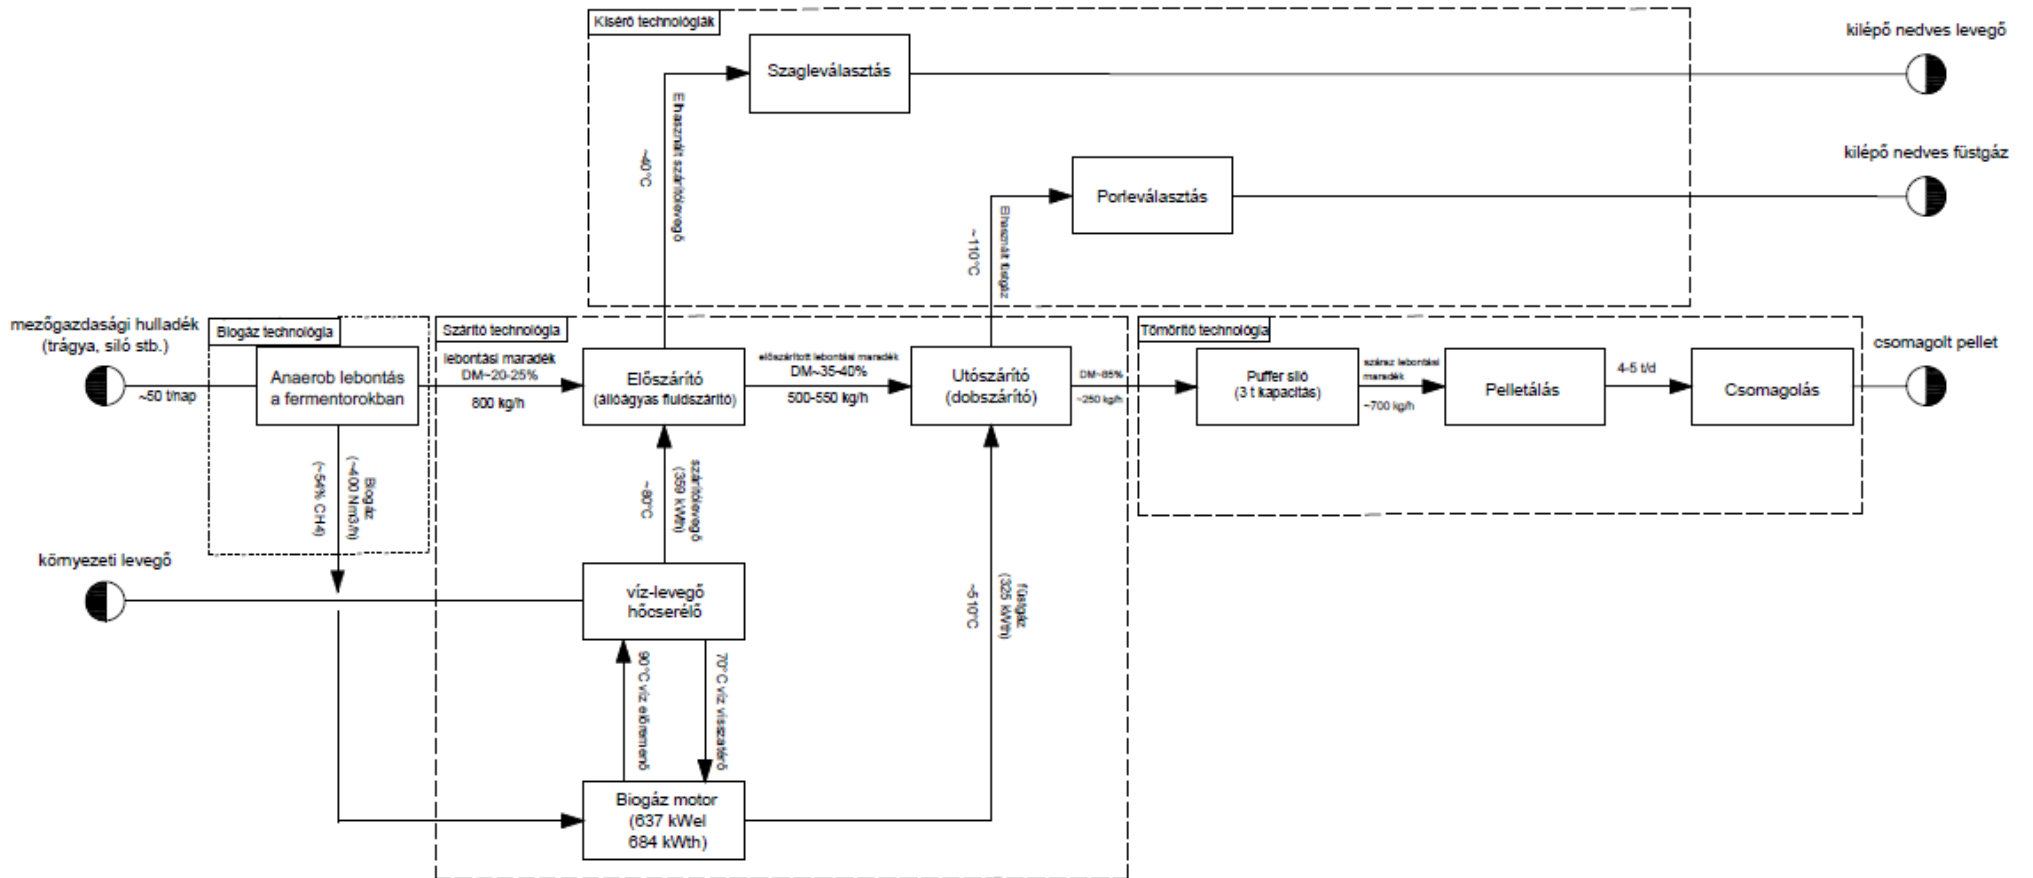 Kísérő technológiák
Szagleválasztás
kilépő nedves levegő
Elhasznált szárítólevegő
~40°C
Porleválasztás
kilépő nedves füstgáz
Elhasznált füstgáz
~110°C
mezőgazdasági hulladék
(trágya, siló stb.)
~50 t/nap
Biogáz technológia
Anaerob lebontás
a fermentorokban
Biogáz
(~400 Nm3/h)
(~54% CH4)
Szárító technológia
lebontási maradék
DM~20-25%
800 kg/h
Előszárító
(állóágyas fluidszárító)
előszárított lebontási maradék
DM~35-40%
500-550 kg/h
Utószárító
(dobszárító)
DM~85%
~250 kg/h
Tömörítő technológia
Puffer siló
(3 t kapacitás)
száraz lebontási
maradék
~700 kg/h
Pelletálás
4-5 t/d
Csomagolás
csomagolt pellet
szárítólevegő
(359 kWth)
~80°C
környezeti levegő
víz-levegő
hőcserélő
füstgáz
(325 kWth)
~510°C
90°C víz előremenő
70°C víz visszatérő
Biogáz motor
(637 kWel
684 kWth)